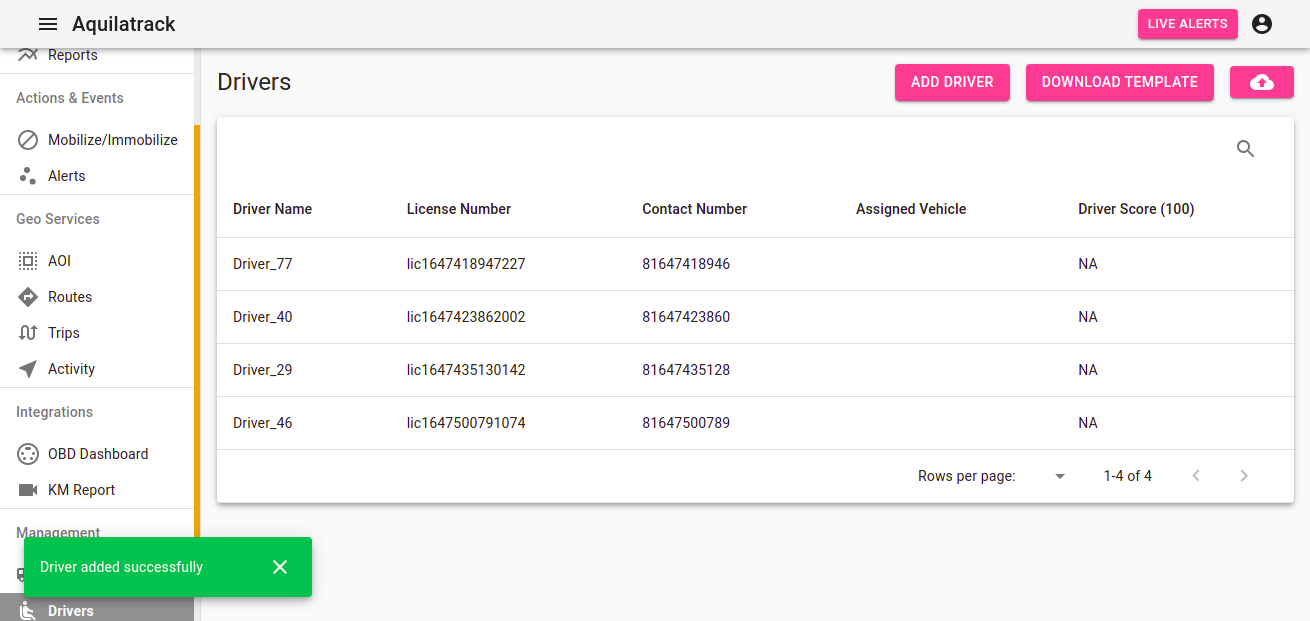 Aquilatrack
LIVE ALERTS
Reports
Actions & Events
Mobilize/Immobilize
Alerts
Geo Services
AOI
Routes
Trips
Activity
Integrations
OBD Dashboard
KM Report
Management
Drivers
Drivers
ADD DRIVER
DOWNLOAD TEMPLATE
Driver Name License Number Contact Number Assigned Vehicle Driver Score (100)
Driver_77 lic1647418947227 81647418946 NA
Driver_40 lic1647423862002 81647423860 NA
Driver_29 lic1647435130142 81647435128 NA
Driver_46 lic1647500791074 81647500789 NA
Rows per page: 1-4 of 4
Driver added successfully